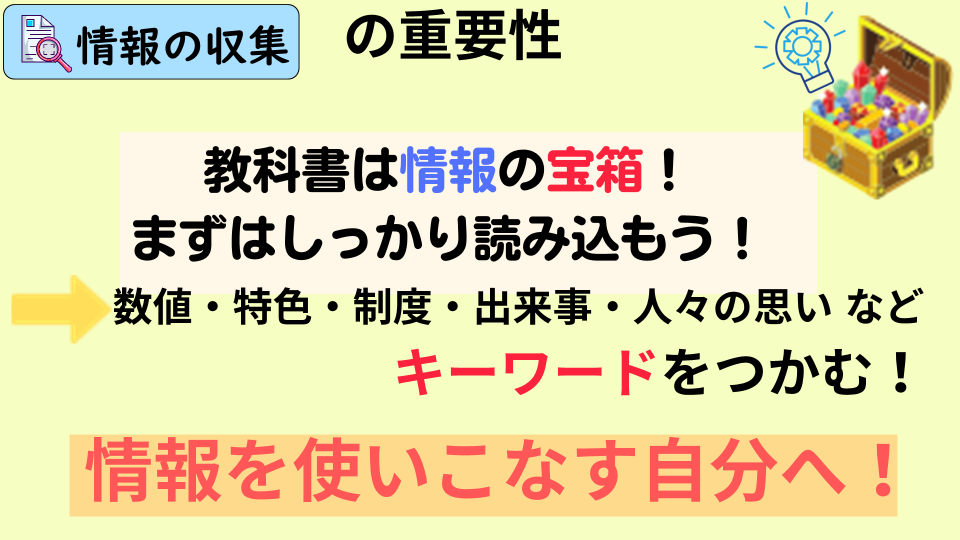 情報の収集 の重要性
教科書は情報の宝箱！
まずはしっかり読み込もう！
数値・特色・制度・出来事・人々の思い など
キーワードをつかむ！
情報を使いこなす自分へ！